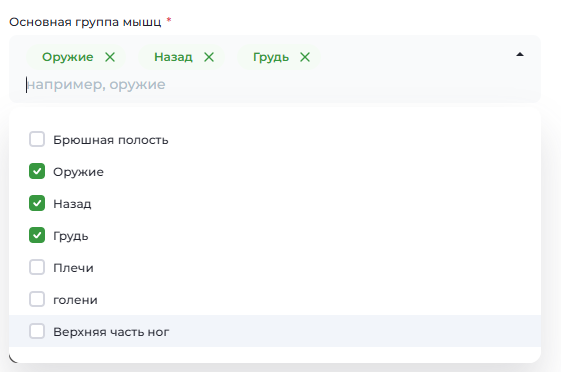 Основная группа мышц *
Оружие × Назад × Грудь ×
например, оружие
Брюшная полость
Оружие
Назад
Грудь
Плечи
голени
Верхняя часть ног